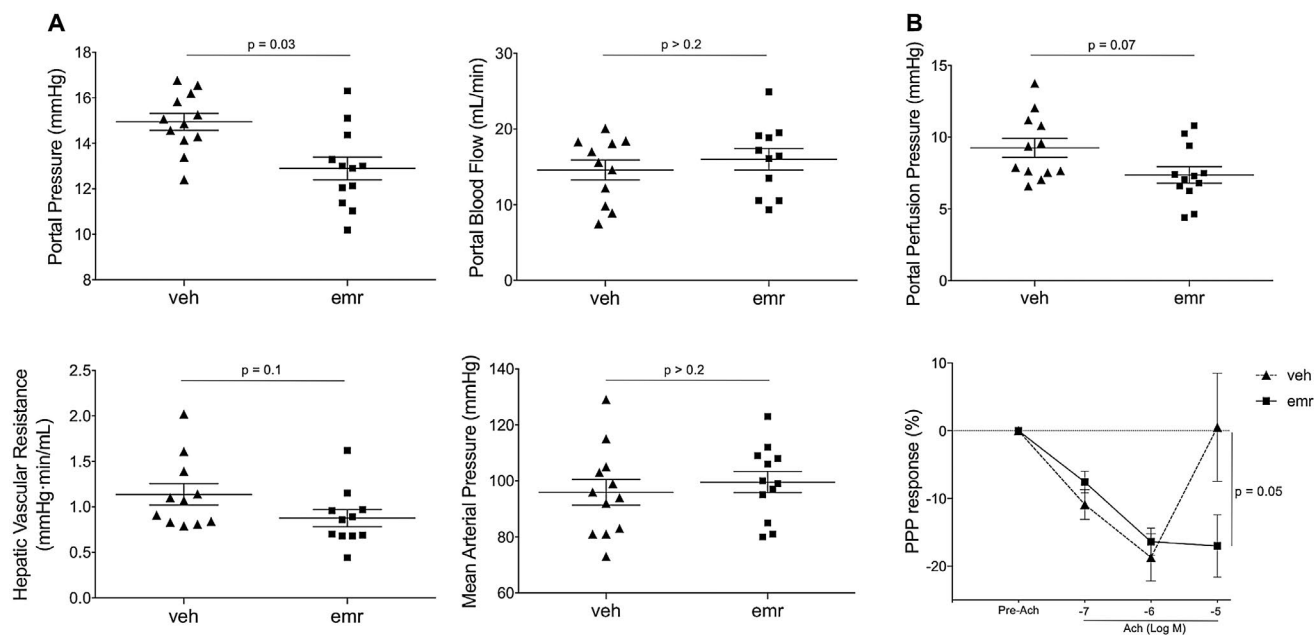 A
B
p = 0.03
Portal Pressure (mmHg)
18
16
14
12
10
8
veh
emr
p > 0.2
Portal Blood Flow (mL/min)
30
20
10
0
veh
emr
p = 0.07
Portal Perfusion Pressure (mmHg)
15
10
5
0
veh
emr
p = 0.1
Hepatic Vascular Resistance
(mmHg·min/mL)
2.5
2.0
1.5
1.0
0.5
0.0
veh
emr
p > 0.2
Mean Arterial Pressure (mmHg)
140
120
100
80
60
veh
emr
PPP response (%)
10
0
-10
-20
veh
emr
p = 0.05
Pre-Ach
-7
-6
-5
Ach (Log M)